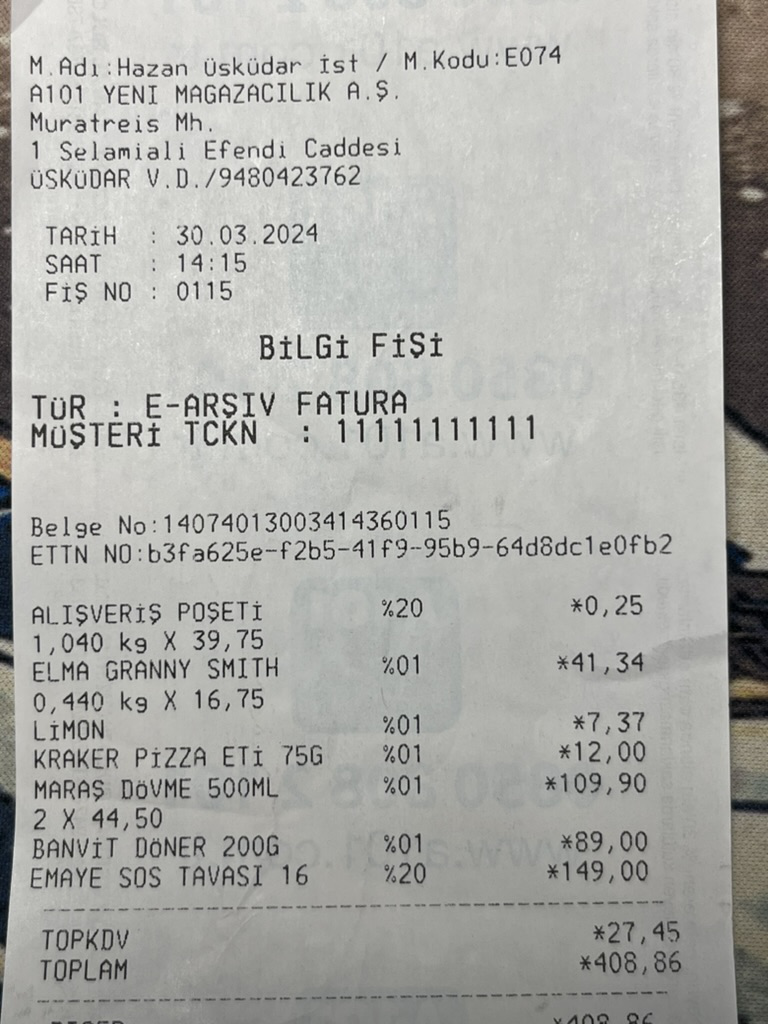 M.Adı:Hazan Üsküdar İst / M.Kodu:E074
A101 YENI MAGAZACILIK A.Ş.
Muratreis Mh.
1 Selamiali Efendi Caddesi
ÜSKÜDAR V.D./9480423762
TARİH : 30.03.2024
SAAT : 14:15
FİŞ NO : 0115
BİLGİ FİŞİ
TÜR : E-ARŞIV FATURA
MÜŞTERİ TCKN : 11111111111
Belge No:14074013003414360115
ETTN NO:b3fa625e-f2b5-41f9-95b9-64d8dc1e0fb2
ALIŞVERİŞ POŞETİ %20 *0,25
1,040 kg X 39,75
ELMA GRANNY SMITH %01 *41,34
0,440 kg X 16,75
LİMON %01 *7,37
KRAKER PİZZA ETİ 75G %01 *12,00
MARAŞ DÖVME 500ML %01 *109,90
2 X 44,50
BANVİT DÖNER 200G %01 *89,00
EMAYE SOS TAVASI 16 %20 *149,00
TOPKDV *27,45
TOPLAM *408,86
*408,86